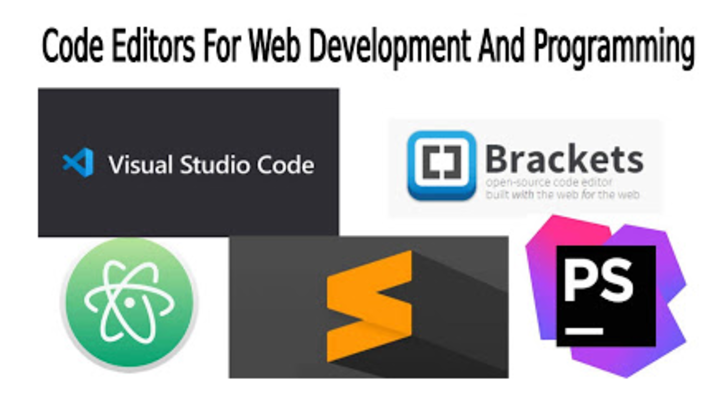 Code Editors For Web Development And Programming
Visual Studio Code
Brackets
open-source code editor
built with the web for the web
PS